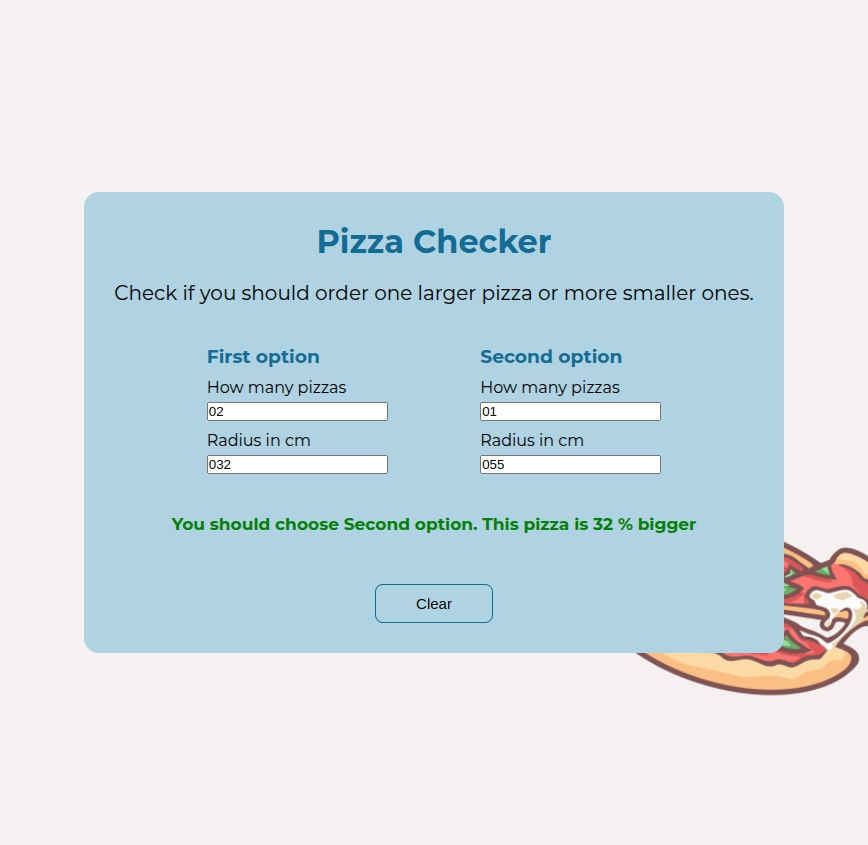 Pizza Checker
Check if you should order one larger pizza or more smaller ones.
First option
How many pizzas
02
Radius in cm
032
Second option
How many pizzas
01
Radius in cm
055
You should choose Second option. This pizza is 32 % bigger
Clear